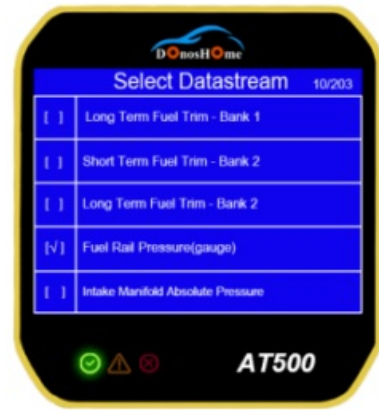 DOnosHOme
Select Datastream 10/203
[ ] Long Term Fuel Trim - Bank 1
[ ] Short Term Fuel Trim - Bank 2
[ ] Long Term Fuel Trim - Bank 2
[√] Fuel Rail Pressure(gauge)
[ ] Intake Manifold Absolute Pressure
AT500